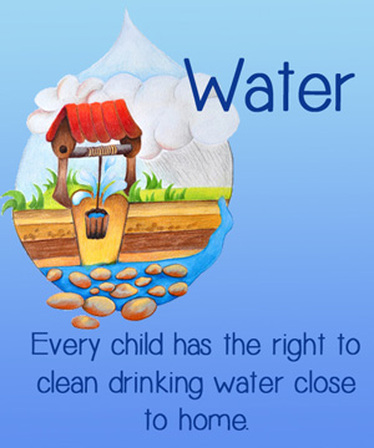 Water
Every child has the right to
clean drinking water close
to home.